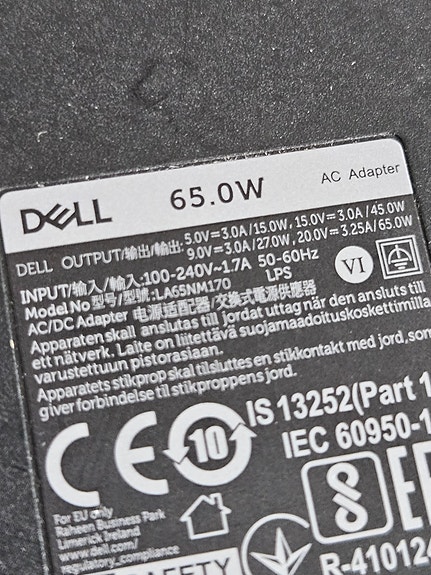 DELL 65.0W AC Adapter
DELL OUTPUT/输出/輸出: 5.0V⎓3.0A/15.0W, 15.0V⎓3.0A/45.0W
9.0V⎓3.0A/27.0W, 20.0V⎓3.25A/65.0W
INPUT/输入/輸入:100-240V~1.7A 50-60Hz
Model No 型号/型號:LA65NM170 LPS
VI
AC/DC Adapter 电源适配器/交換式電源供應器
Apparaten skall anslutas till jordat uttag när den ansluts till
ett nätverk. Laite on liitettävä suojamaadoituskoskettimilla
varustettuun pistorasiaan.
Apparatets stikprop skal tilsluttes en stikkontakt med jord, som
giver forbindelse til stikproppens jord.
CE 10 IS 13252(Part 1
IEC 60950-1
For EU only
Raheen Business Park
Limerick Ireland
www.dell.com/
regulatory_compliance
R-410124